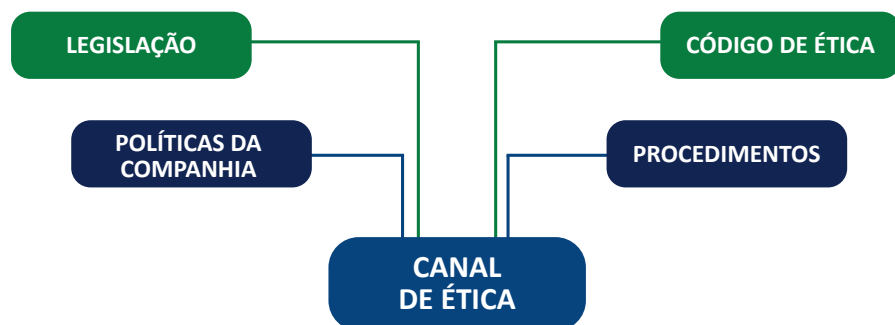 LEGISLAÇÃO
CÓDIGO DE ÉTICA
POLÍTICAS DA
COMPANHIA
PROCEDIMENTOS
CANAL
DE ÉTICA